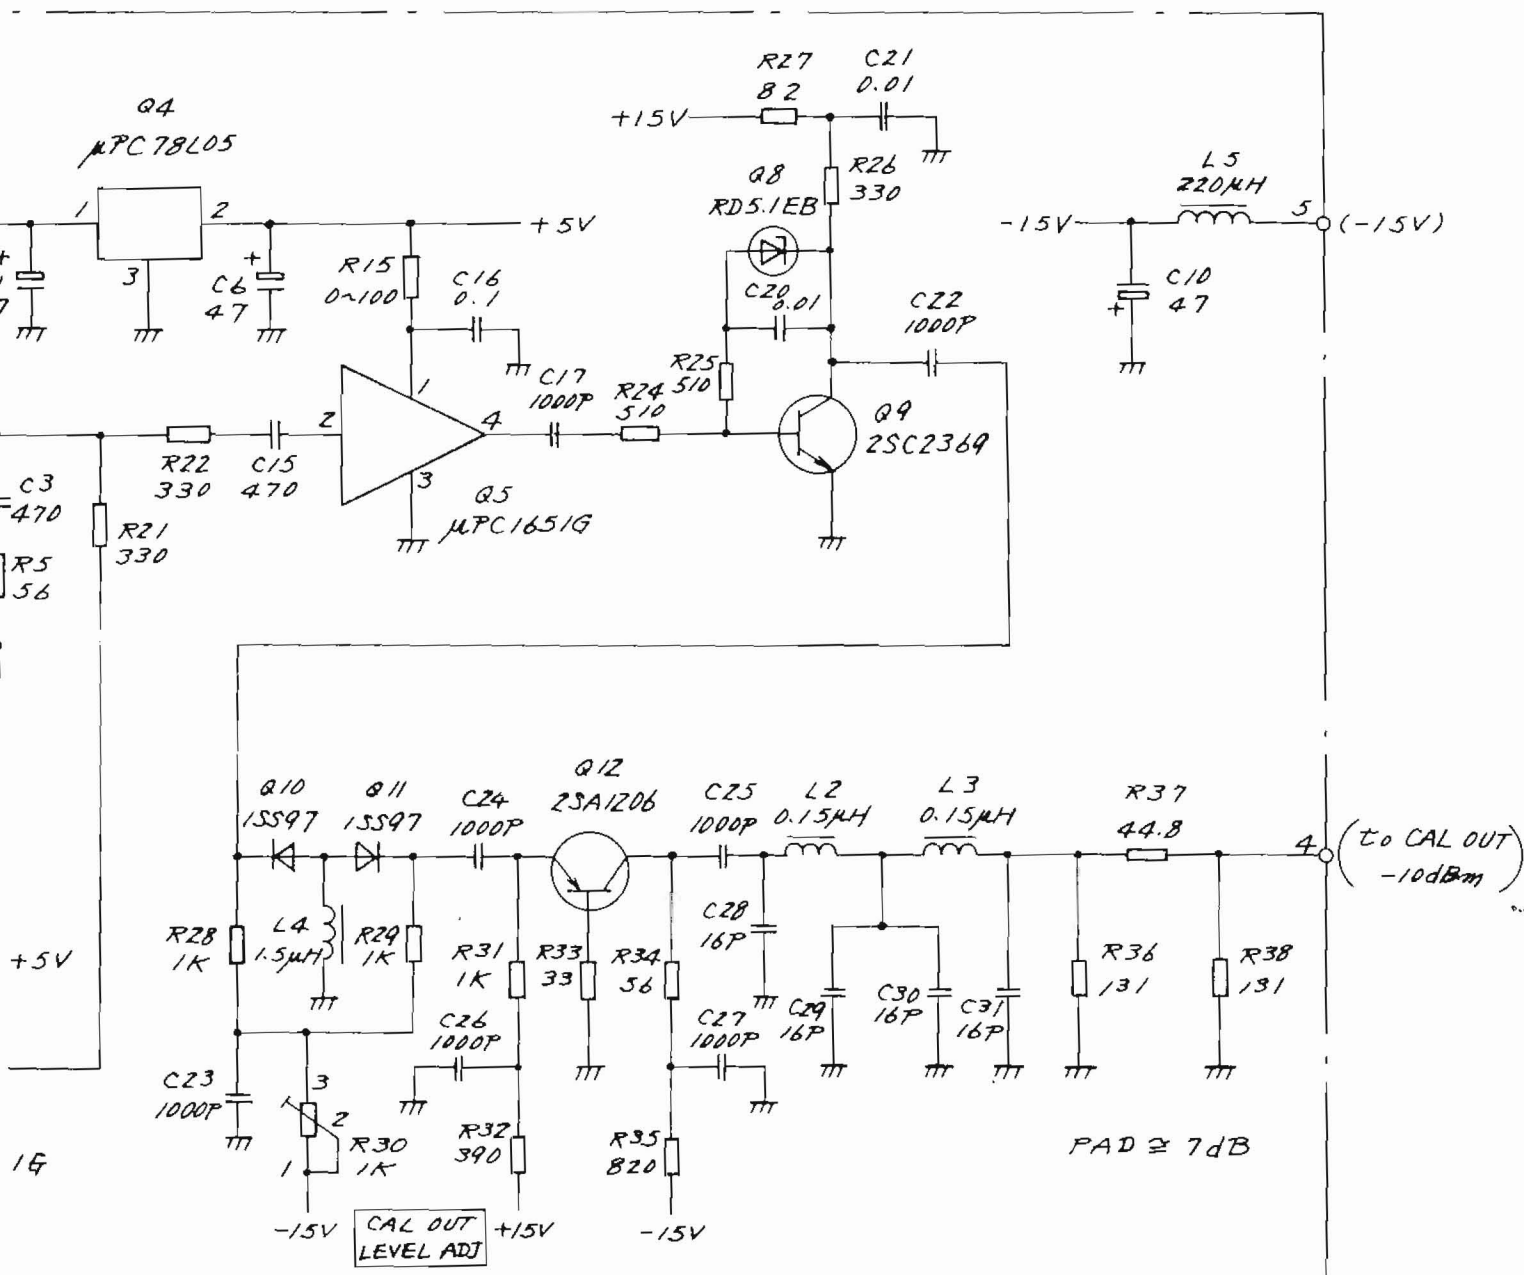 R27
82
C21
0.01
+15V
Q4
μPC78L05
R26
330
Q8
RD5.1EB
L5
220μH
1
2
3
+5V
-15V
5
(-15V)
+
+
C6
47
R15
0~100
C16
0.1
C20
0.01
C22
1000P
C10
47
+
C17
1000P
R24
510
R25
510
Q9
2SC2369
2
1
4
3
R22
330
C15
470
Q5
μPC1651G
C3
470
R21
330
R5
56
Q10
1SS97
Q11
1SS97
C24
1000P
Q12
2SA1206
C25
1000P
L2
0.15μH
L3
0.15μH
R37
44.8
4
(to CAL OUT
-10dBm)
+5V
R28
1K
L4
1.5μH
R29
1K
R31
1K
R33
33
R34
56
C28
16P
C29
16P
C30
16P
C31
16P
R36
131
R38
131
C26
1000P
C27
1000P
C23
1000P
3
2
1
R30
1K
R32
390
R35
820
PAD ≅ 7dB
1G
-15V
CAL OUT
LEVEL ADJ
+15V
-15V